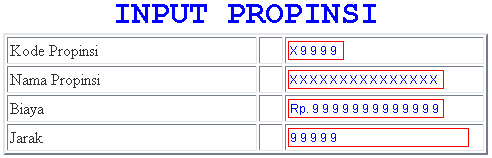 INPUT PROPINSI
Kode Propinsi X9999
Nama Propinsi XXXXXXXXXXXXXXX
Biaya Rp. 9999999999999
Jarak 99999